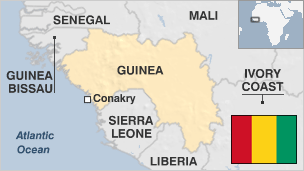 SENEGAL
MALI
GUINEA
BISSAU
GUINEA
IVORY
COAST
Conakry
SIERRA
LEONE
Atlantic
Ocean
LIBERIA